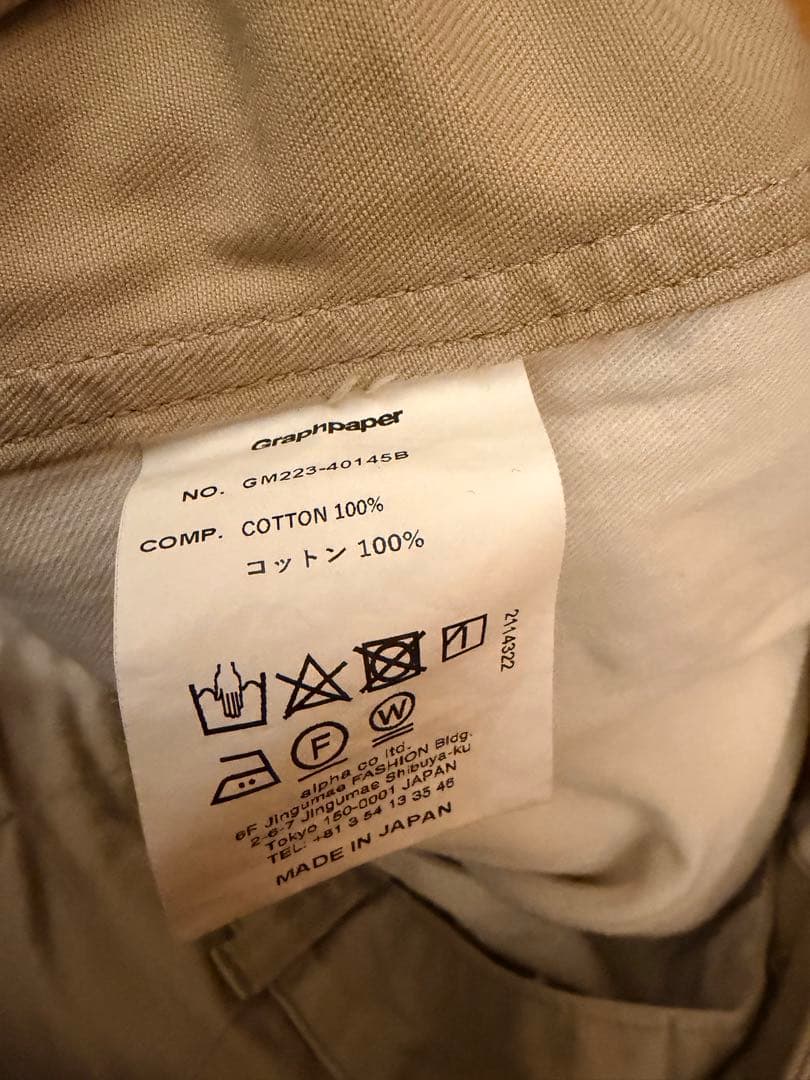 Graphpaper
NO. GM223-40145B
COMP. COTTON 100%
コットン 100%
2114322
F
W
alpha co ltd.
6F Jingumae FASHION Bldg.
2-6-7 Jingumae Shibuya-ku
Tokyo 150-0001 JAPAN
TEL: +81 3 54 13 35 46
MADE IN JAPAN